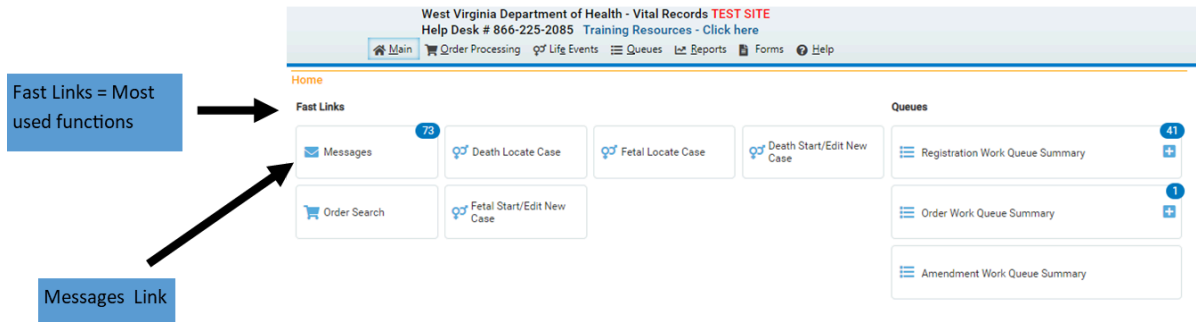 West Virginia Department of Health - Vital Records TEST SITE
Help Desk # 866-225-2085 Training Resources - Click here
Main Order Processing Life Events Queues Reports Forms Help
Home
Fast Links = Most
used functions
Fast Links
Queues
73
Messages
Death Locate Case
Fetal Locate Case
Death Start/Edit New
Case
41
Registration Work Queue Summary
Order Search
Fetal Start/Edit New
Case
1
Order Work Queue Summary
Amendment Work Queue Summary
Messages Link